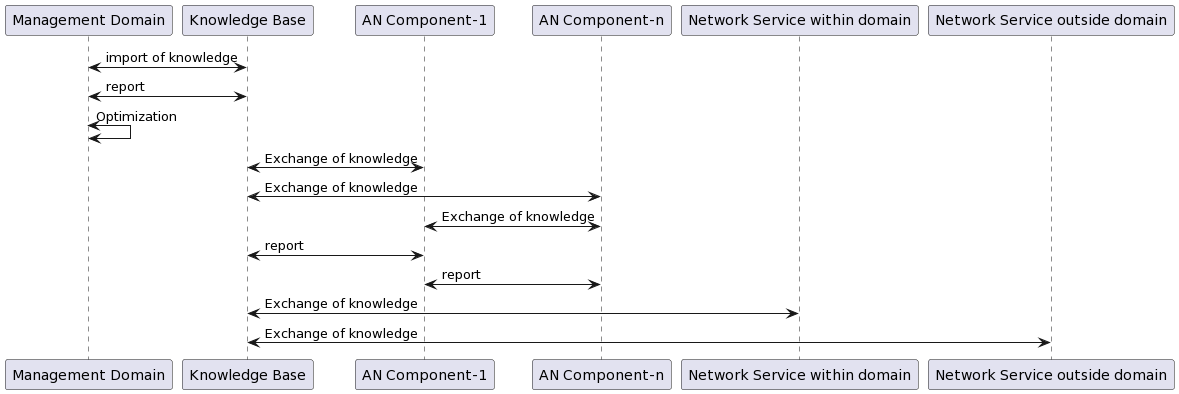 Management Domain
Knowledge Base
AN Component-1
AN Component-n
Network Service within domain
Network Service outside domain
import of knowledge
report
Optimization
Exchange of knowledge
Exchange of knowledge
Exchange of knowledge
report
report
Exchange of knowledge
Exchange of knowledge
Management Domain
Knowledge Base
AN Component-1
AN Component-n
Network Service within domain
Network Service outside domain